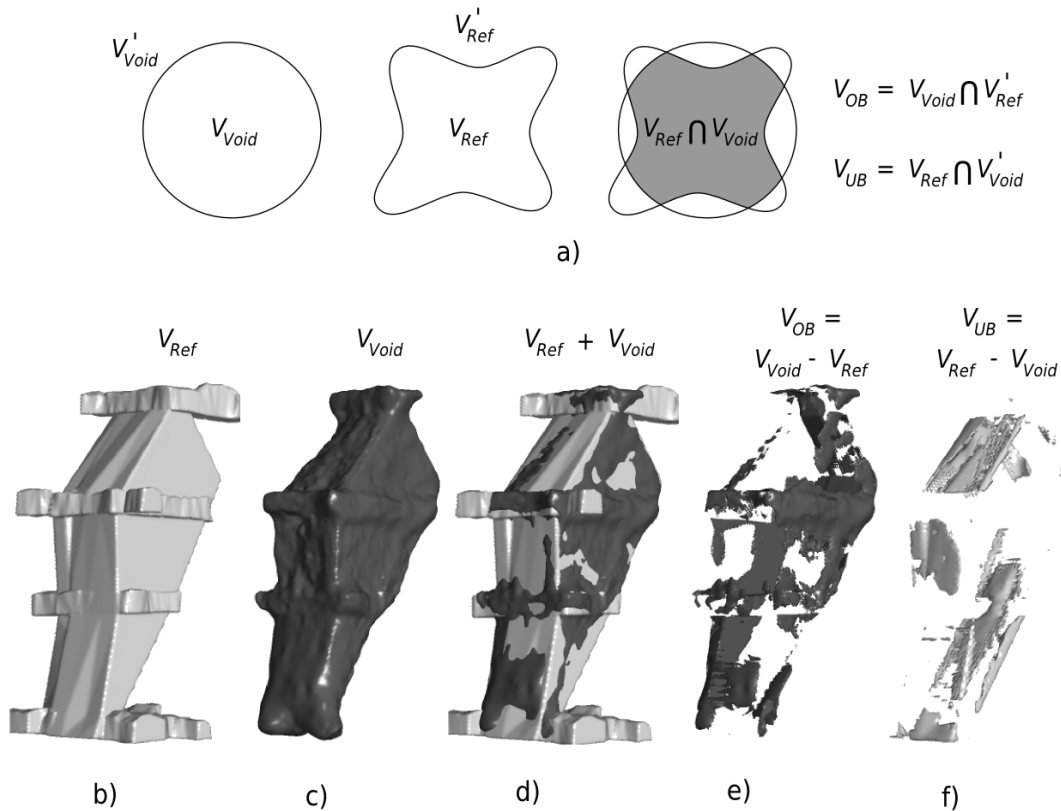 V'Void
VVoid
V'Ref
VRef
VRef ⋂ VVoid
VOB = VVoid ⋂ V'Ref
VUB = VRef ⋂ V'Void
a)
VRef
VVoid
VRef + VVoid
VOB =
VVoid - VRef
VUB =
VRef - VVoid
b)
c)
d)
e)
f)